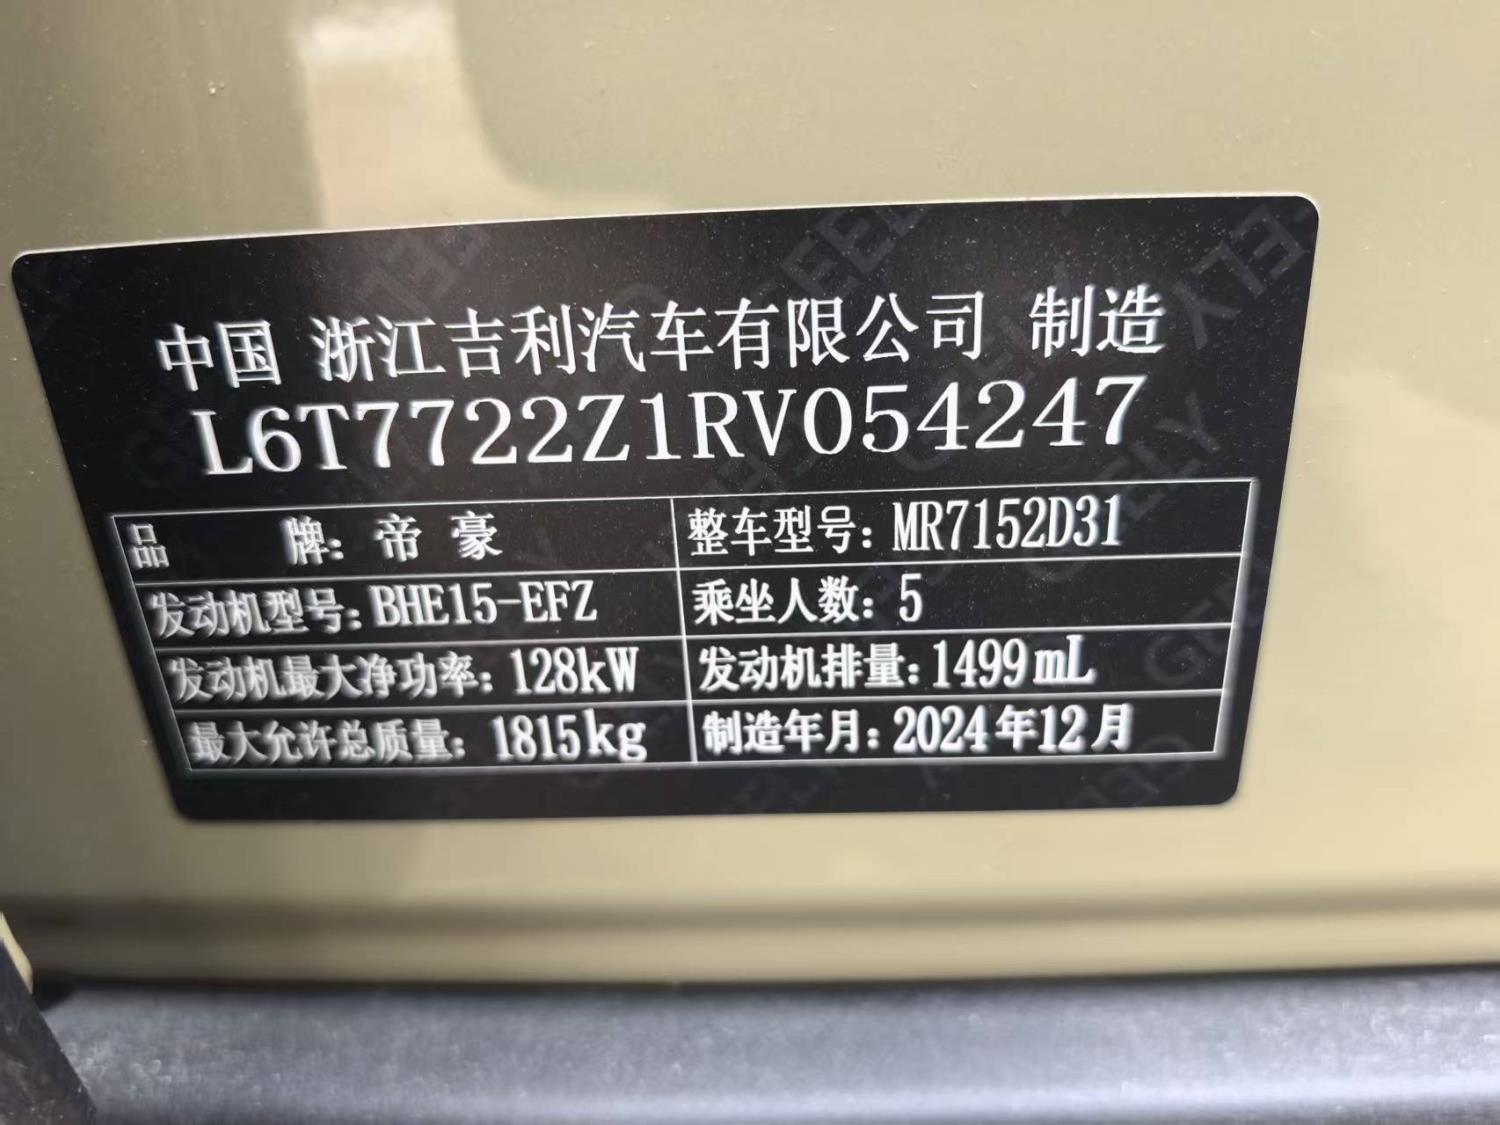 中国 浙江吉利汽车有限公司 制造
L6T7722Z1RV054247
品 牌: 帝豪 整车型号: MR7152D31
发动机型号: BHE15-EFZ 乘坐人数: 5
发动机最大净功率: 128kW 发动机排量: 1499mL
最大允许总质量: 1815kg 制造年月: 2024年12月
GEELY